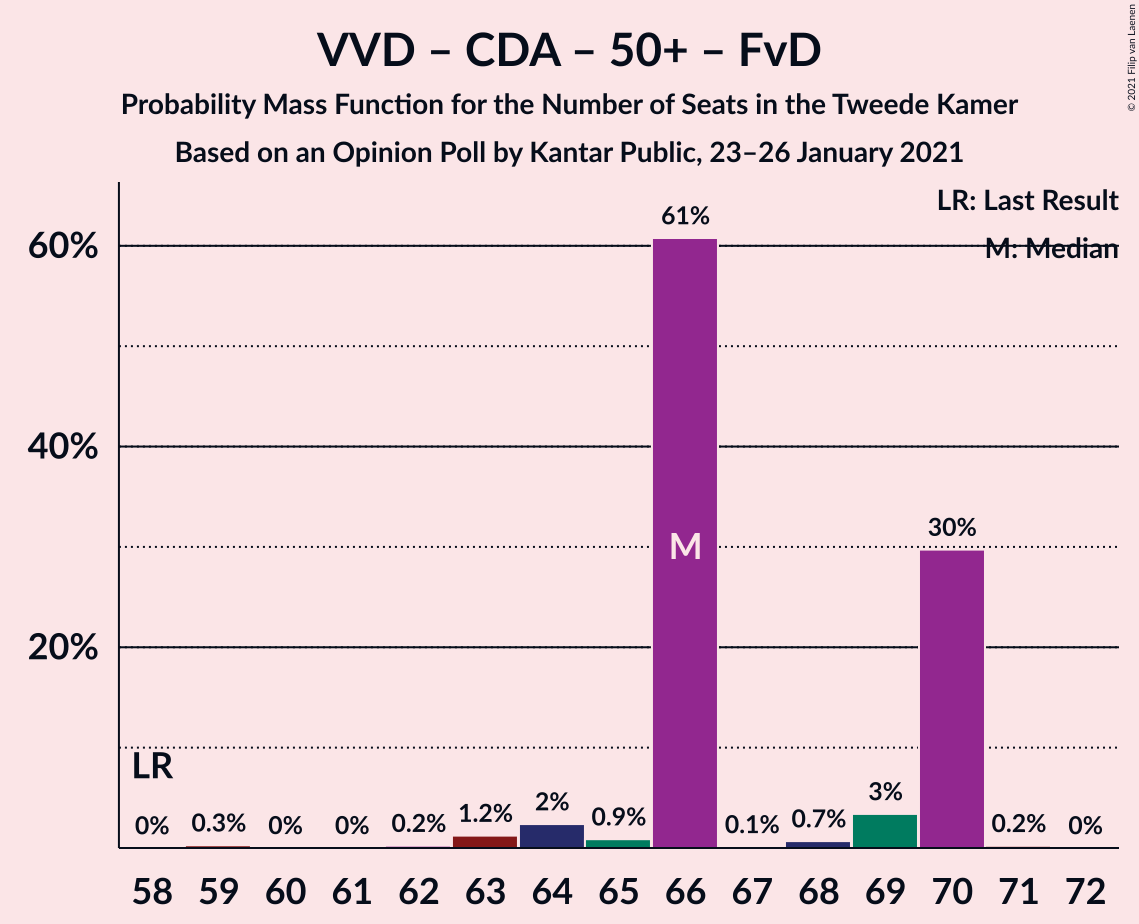 VVD – CDA – 50+ – FvD
Probability Mass Function for the Number of Seats in the Tweede Kamer
Based on an Opinion Poll by Kantar Public, 23–26 January 2021
© 2021 Filip van Laenen
LR: Last Result
M: Median
60%
40%
20%
61%
M
30%
LR
0% 0.3% 0% 0% 0.2% 1.2% 2% 0.9% 0.1% 0.7% 3% 0.2% 0%
58 59 60 61 62 63 64 65 66 67 68 69 70 71 72